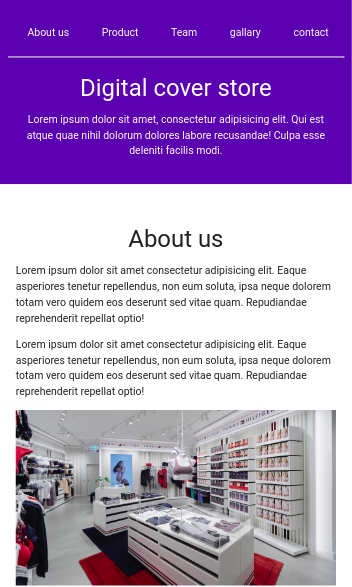 About us Product Team gallary contact
Digital cover store
Lorem ipsum dolor sit amet, consectetur adipisicing elit. Qui est
atque quae nihil dolorum dolores labore recusandae! Culpa esse
deleniti facilis modi.
About us
Lorem ipsum dolor sit amet consectetur adipisicing elit. Eaque
asperiores tenetur repellendus, non eum soluta, ipsa neque dolorem
totam vero quidem eos deserunt sed vitae quam. Repudiandae
reprehenderit repellat optio!
Lorem ipsum dolor sit amet consectetur adipisicing elit. Eaque
asperiores tenetur repellendus, non eum soluta, ipsa neque dolorem
totam vero quidem eos deserunt sed vitae quam. Repudiandae
reprehenderit repellat optio!
TOMMY HILFIGER